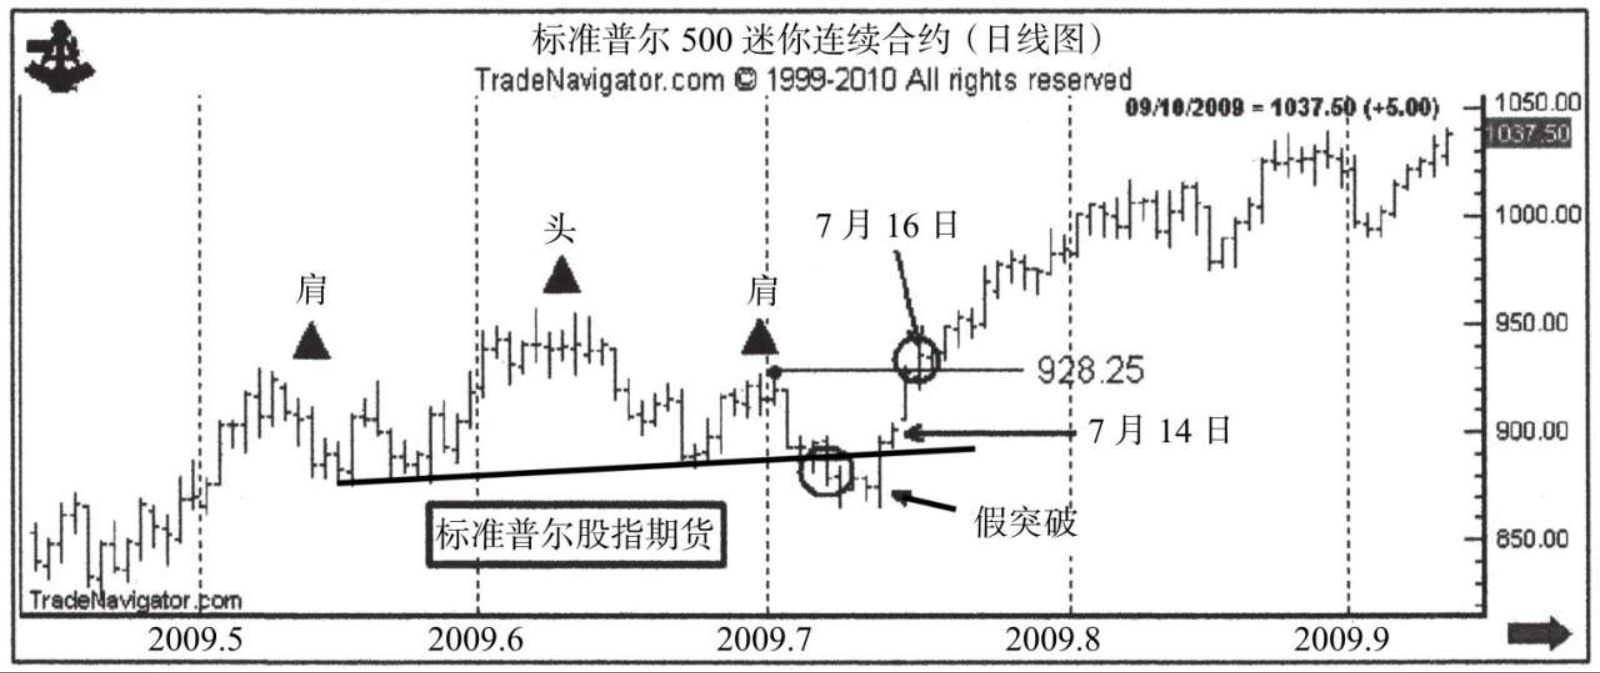 标准普尔 500 迷你连续合约（日线图）
TradeNavigator.com © 1999-2010 All rights reserved
09/10/2009 = 1037.50 (+5.00)
1050.00
1037.50
1000.00
950.00
900.00
850.00
头
肩
肩
7 月 16 日
928.25
7 月 14 日
假突破
标准普尔股指期货
TradeNavigator.com
2009.5
2009.6
2009.7
2009.8
2009.9